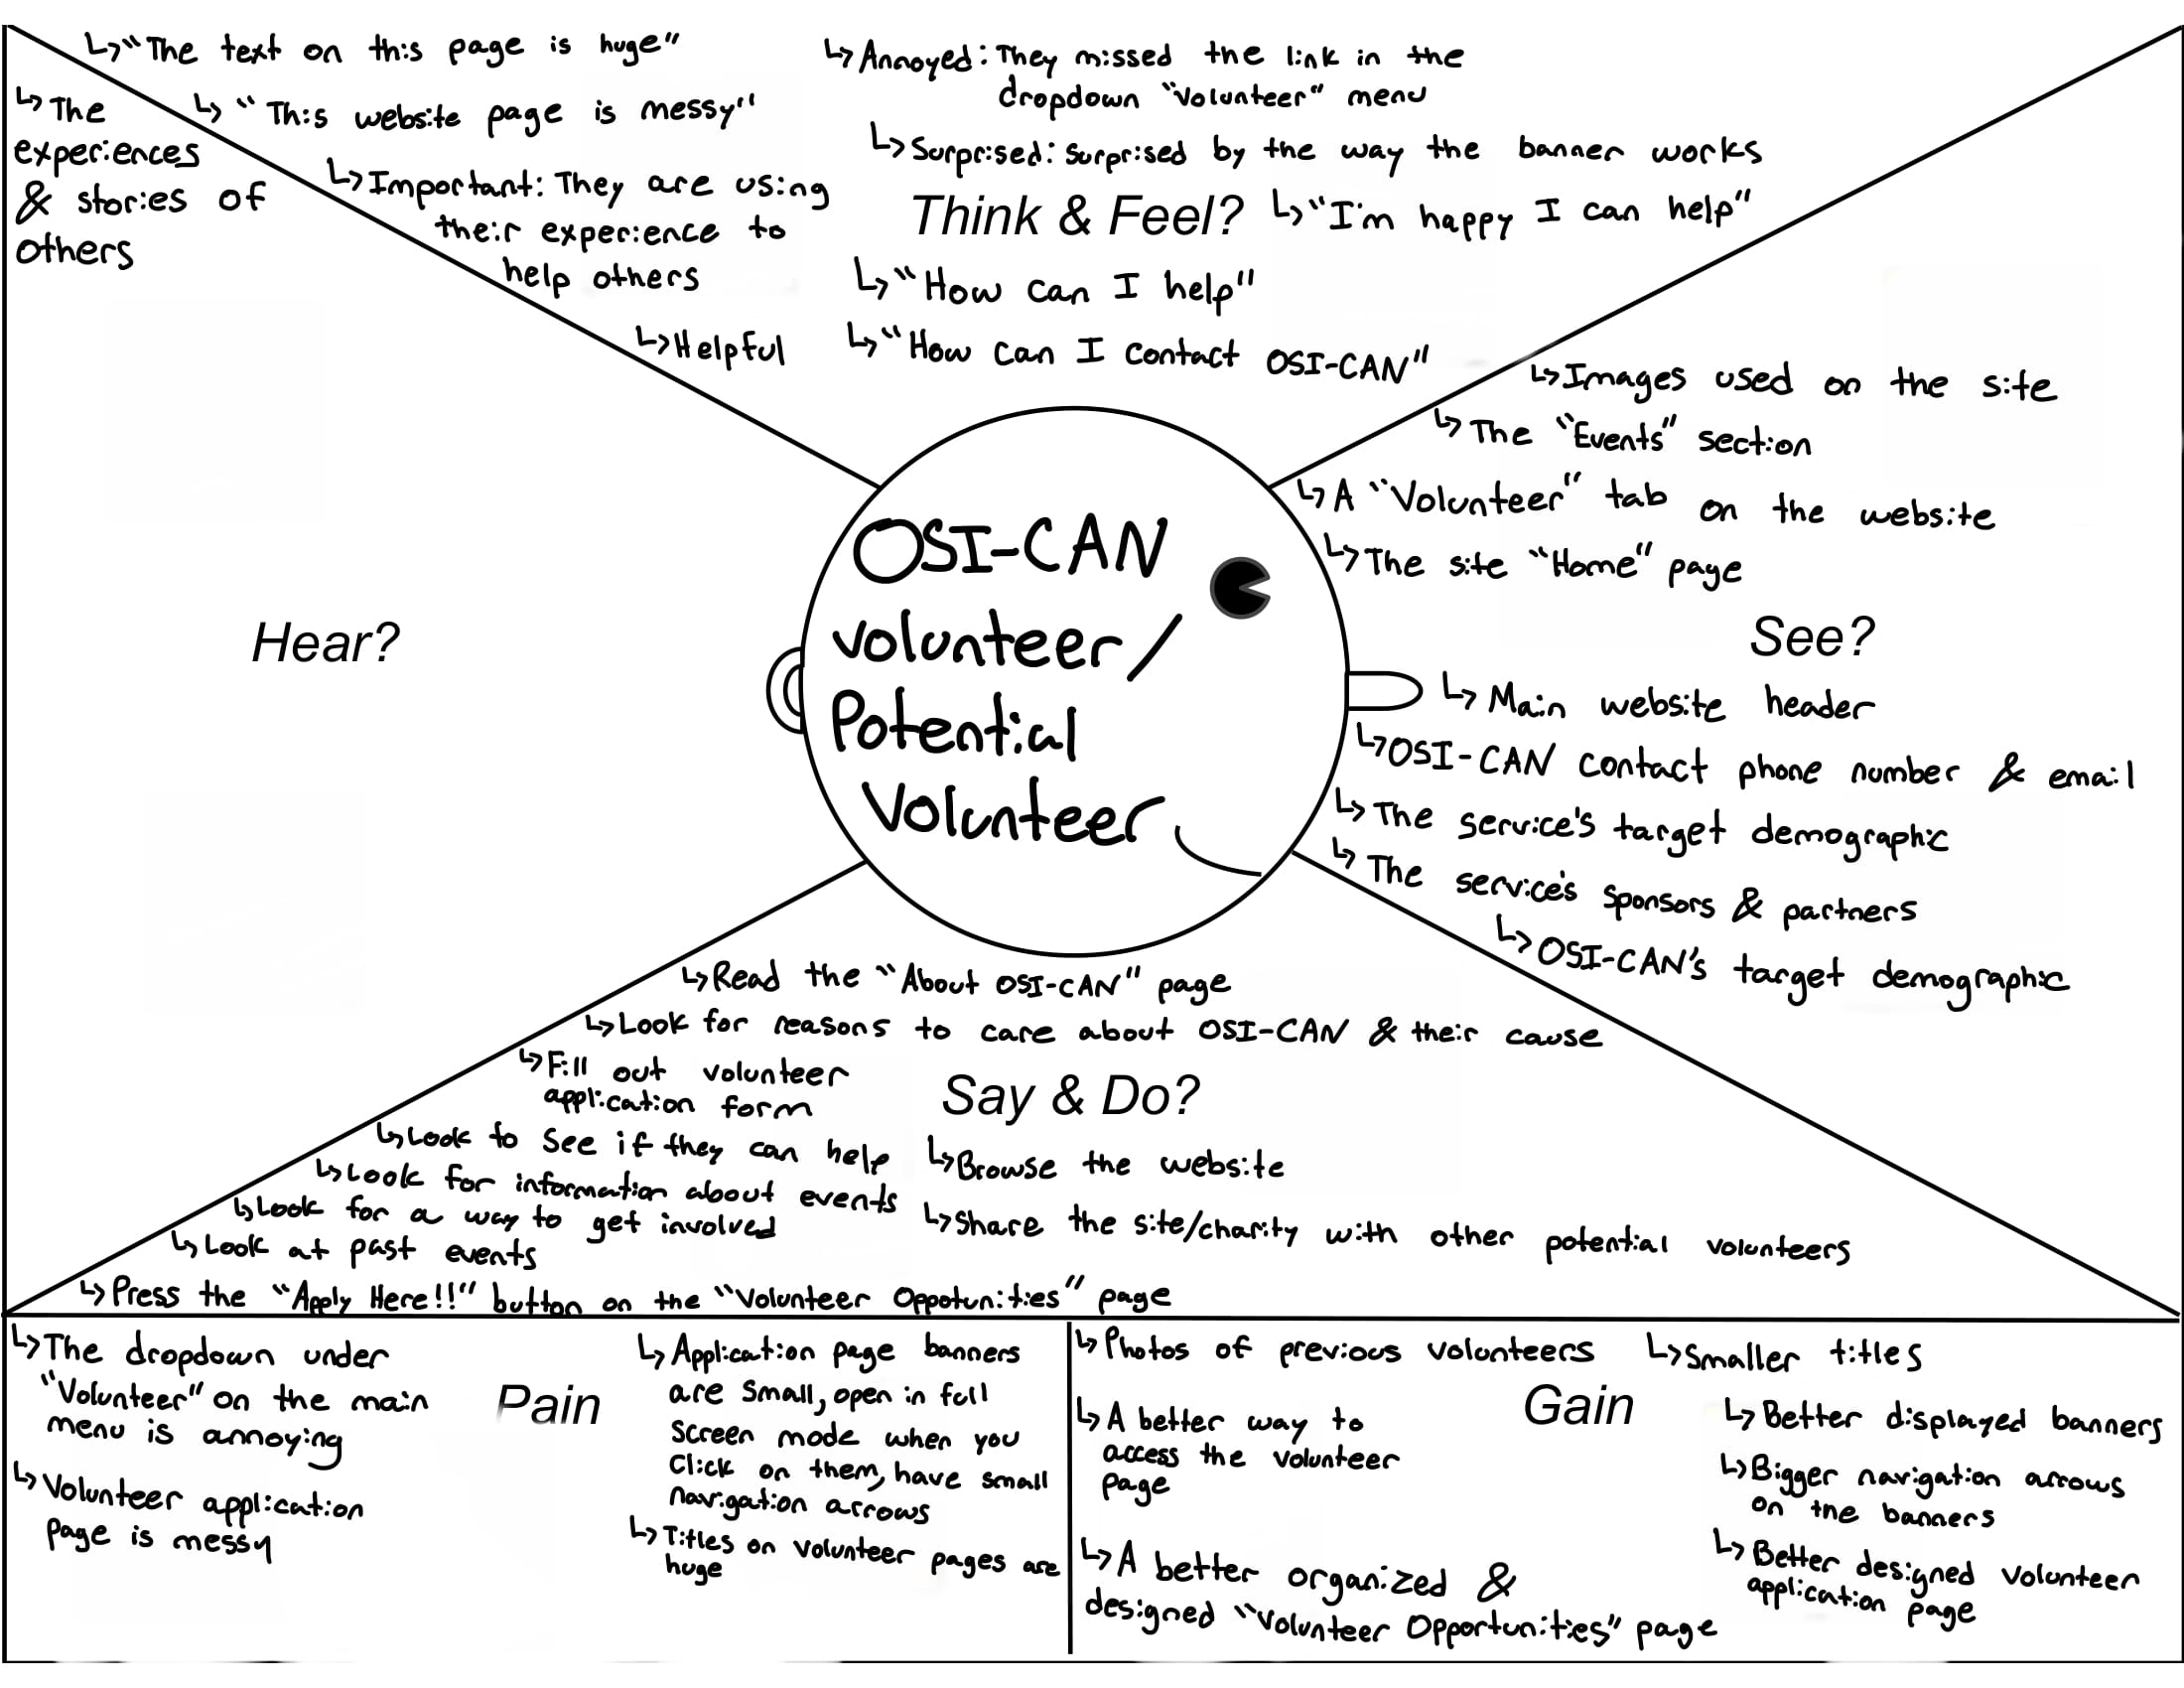 ↳"The text on this page is huge"
↳"This website page is messy"
↳Important: They are using
their experience to
help others
↳Helpful
↳Annoyed: They missed the link in the
dropdown "Volunteer" menu
↳Surprised: Surprised by the way the banner works
Think & Feel?
↳"I'm happy I can help"
↳"How can I help"
↳"How can I contact OSI-CAN"
↳The
experiences
& stories of
others
Hear?
OSI-CAN
volunteer/
Potential
Volunteer
↳Images used on the site
↳The "Events" section
↳A "Volunteer" tab on the website
↳The site "Home" page
See?
↳Main website header
↳OSI-CAN contact phone number & email
↳The service's target demographic
↳The service's sponsors & partners
↳OSI-CAN's target demographic
↳Read the "About OSI-CAN" page
↳Look for reasons to care about OSI-CAN & their cause
↳Fill out volunteer
application form
Say & Do?
↳Look to see if they can help
↳Look for information about events
↳Look for a way to get involved
↳Look at past events
↳Browse the website
↳Share the site/charity with other potential volunteers
↳Press the "Apply Here!!" button on the "Volunteer Oppotunities" page
↳The dropdown under
"Volunteer" on the main
menu is annoying
↳Volunteer application
page is messy
Pain
↳Application page banners
are small, open in full
screen mode when you
click on them, have small
navigation arrows
↳Titles on volunteer pages are
huge
↳Photos of previous volunteers
↳A better way to
access the volunteer
page
↳A better organized &
designed "Volunteer Opportunities" page
Gain
↳Smaller titles
↳Better displayed banners
↳Bigger navigation arrows
on the banners
↳Better designed volunteer
application page